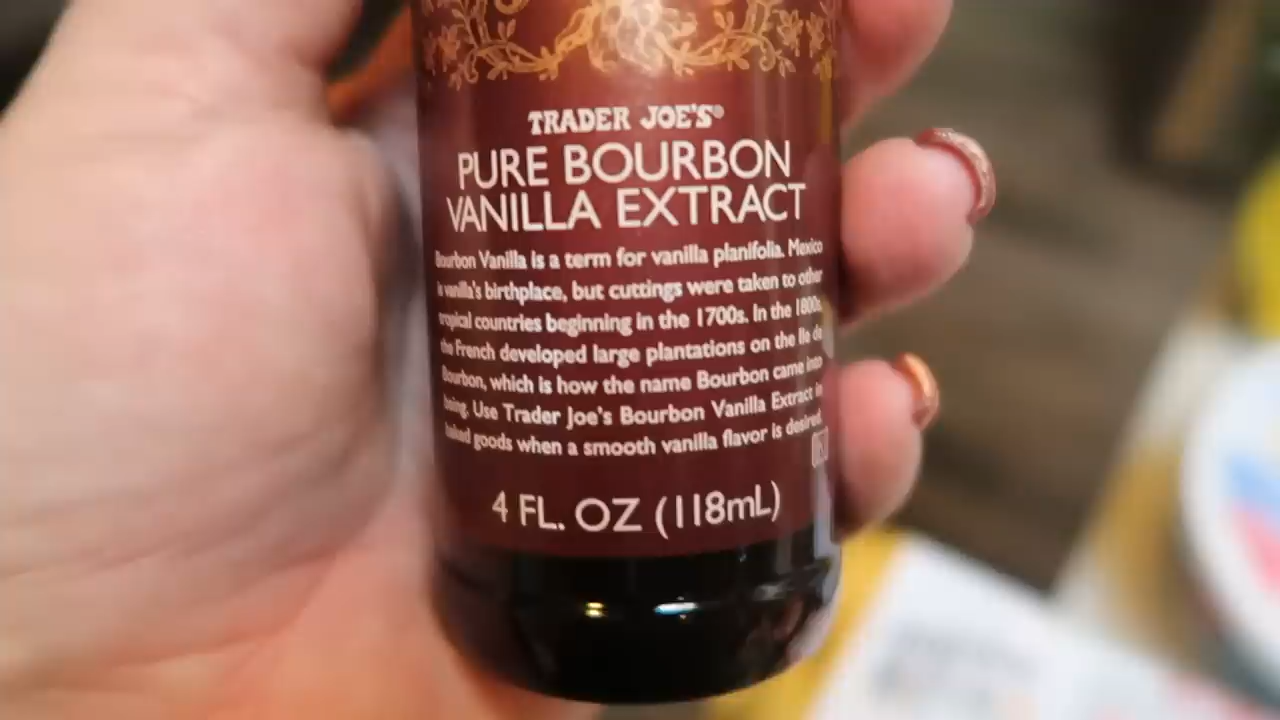 TRADER JOE'S®
PURE BOURBON
VANILLA EXTRACT
Bourbon Vanilla is a term for vanilla planifolia. Mexico
is vanilla's birthplace, but cuttings were taken to other
tropical countries beginning in the 1700s. In the 1800s,
the French developed large plantations on the Ile de
Bourbon, which is how the name Bourbon came into
being. Use Trader Joe's Bourbon Vanilla Extract in
baked goods when a smooth vanilla flavor is desired.
4 FL. OZ (118mL)